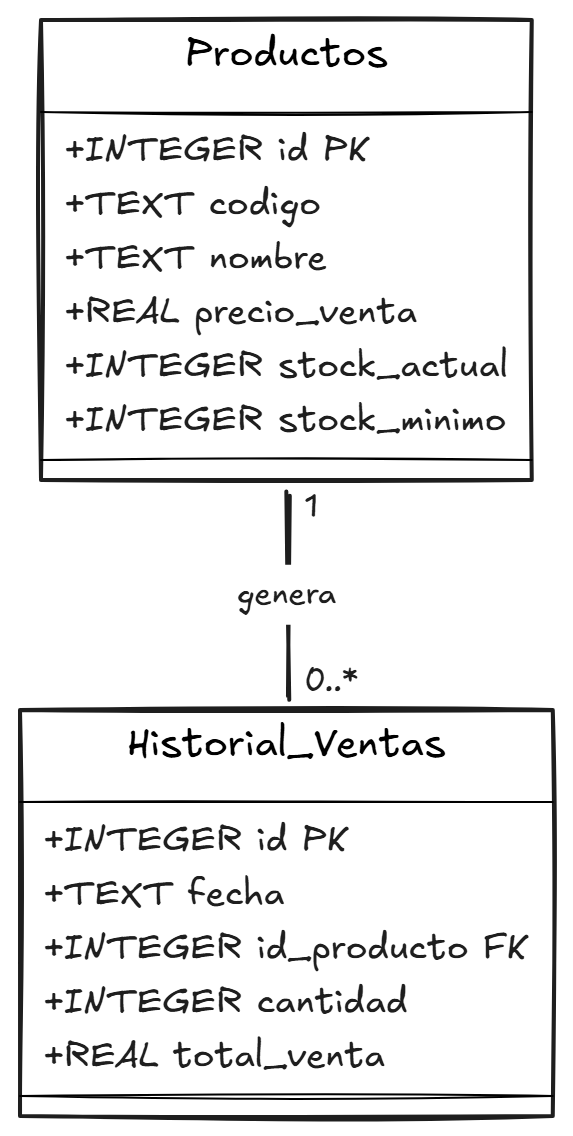 Productos
+INTEGER id PK
+TEXT codigo
+TEXT nombre
+REAL precio_venta
+INTEGER stock_actual
+INTEGER stock_minimo
1
genera
0..*
Historial_Ventas
+INTEGER id PK
+TEXT fecha
+INTEGER id_producto FK
+INTEGER cantidad
+REAL total_venta